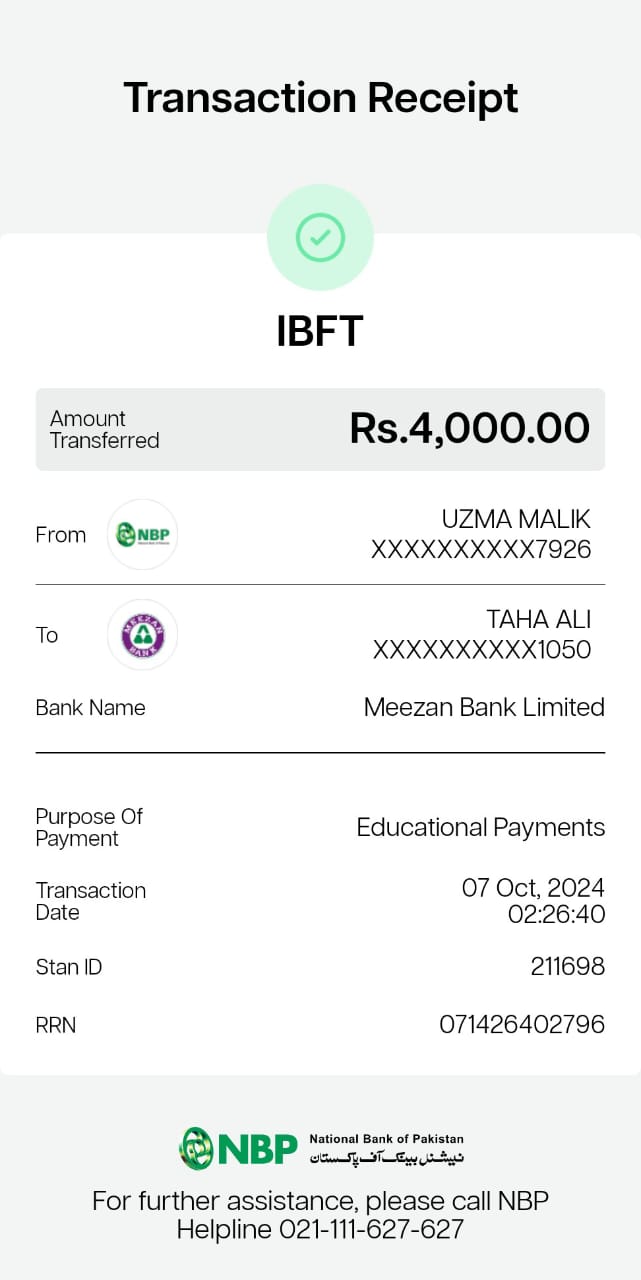 Transaction Receipt
IBFT
Amount
Transferred
Rs.4,000.00
From
NBP
UZMA MALIK
XXXXXXXXXX7926
To
MEEZAN
BANK
TAHA ALI
XXXXXXXXXX1050
Bank Name
Meezan Bank Limited
Purpose Of
Payment
Educational Payments
Transaction
Date
07 Oct, 2024
02:26:40
Stan ID
211698
RRN
071426402796
NBP
National Bank of Pakistan
نیشنل بینک آف پاکستان
For further assistance, please call NBP
Helpline 021-111-627-627